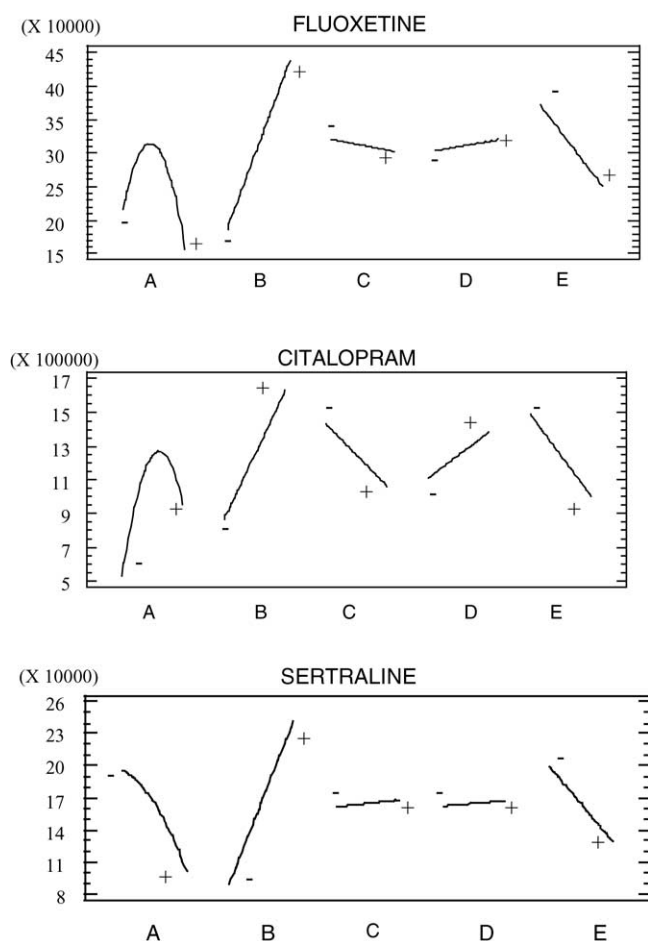 FLUOXETINE
(X 10000)
45
40
35
30
25
20
15
- + - + - + - + - +
A B C D E
CITALOPRAM
(X 100000)
17
15
13
11
9
7
5
- + - + - + - + - +
A B C D E
SERTRALINE
(X 10000)
26
23
20
17
14
11
8
- + - + - + - + - +
A B C D E